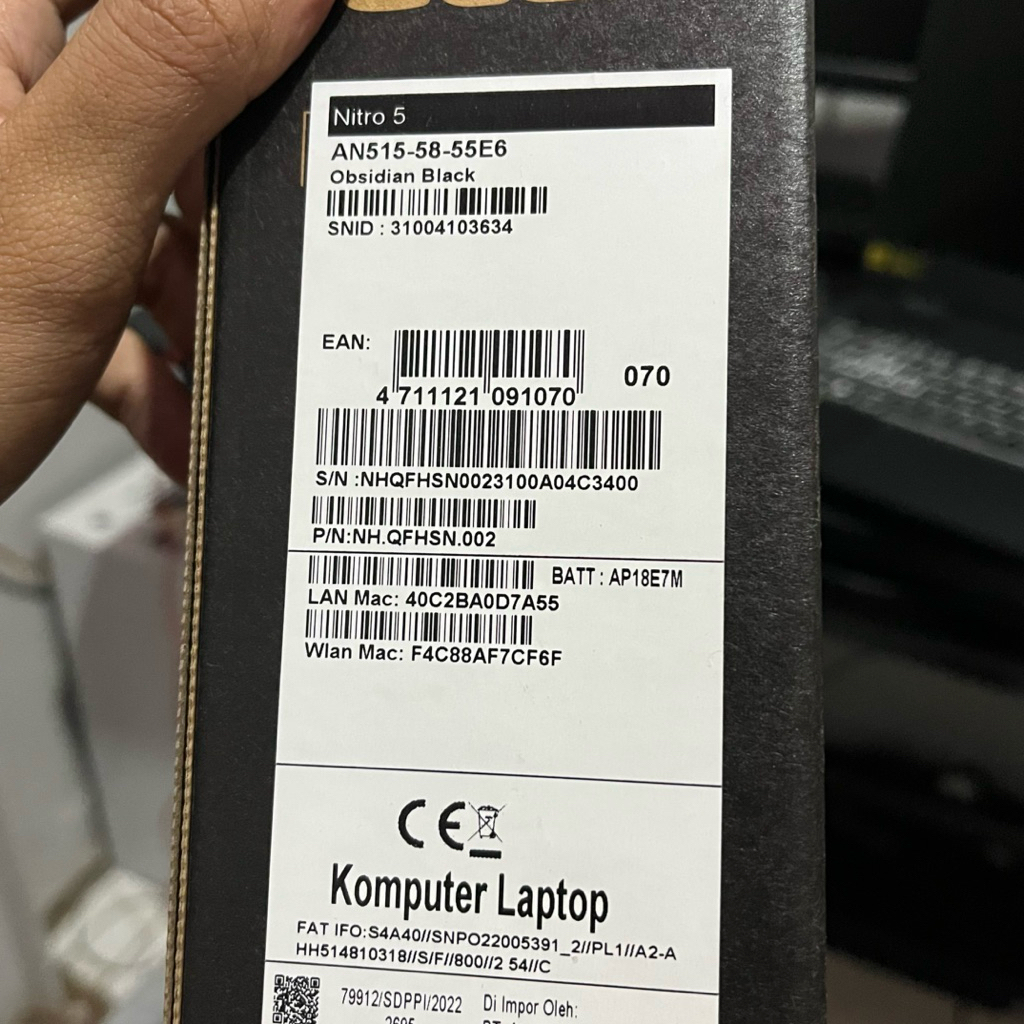 Nitro 5
AN515-58-55E6
Obsidian Black
SNID : 31004103634
EAN:
4 711121 091070
070
S/N :NHQFHSN0023100A04C3400
P/N:NH.QFHSN.002
BATT : AP18E7M
LAN Mac: 40C2BA0D7A55
Wlan Mac: F4C88AF7CF6F
CE
Komputer Laptop
FAT IFO:S4A40//SNPO22005391_2//PL1//A2-A
HH514810318//S/F//800//2 54//C
79912/SDPPI/2022
Di Impor Oleh: